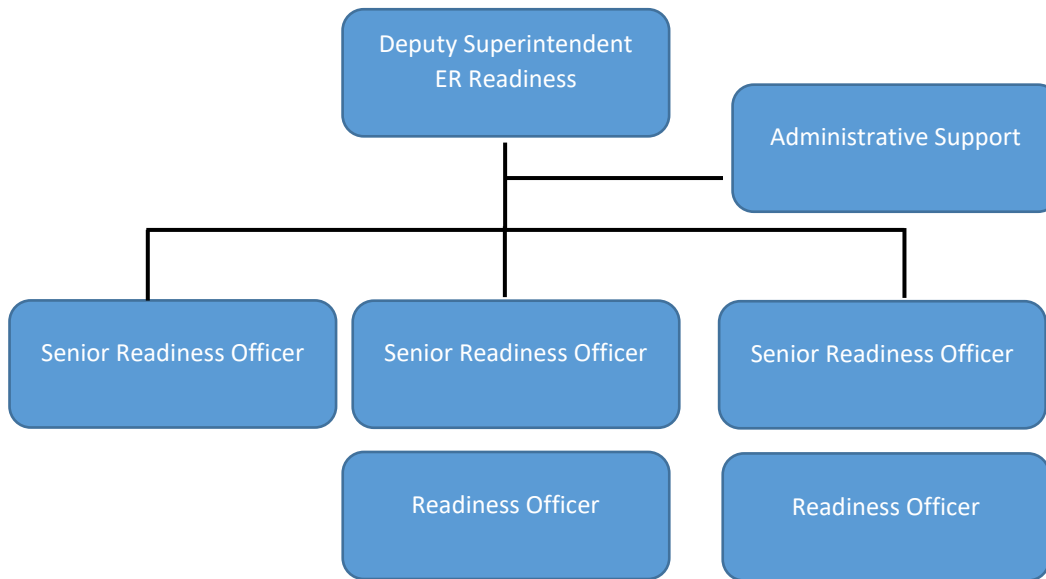 Deputy Superintendent
ER Readiness
Administrative Support
Senior Readiness Officer
Senior Readiness Officer
Senior Readiness Officer
Readiness Officer
Readiness Officer